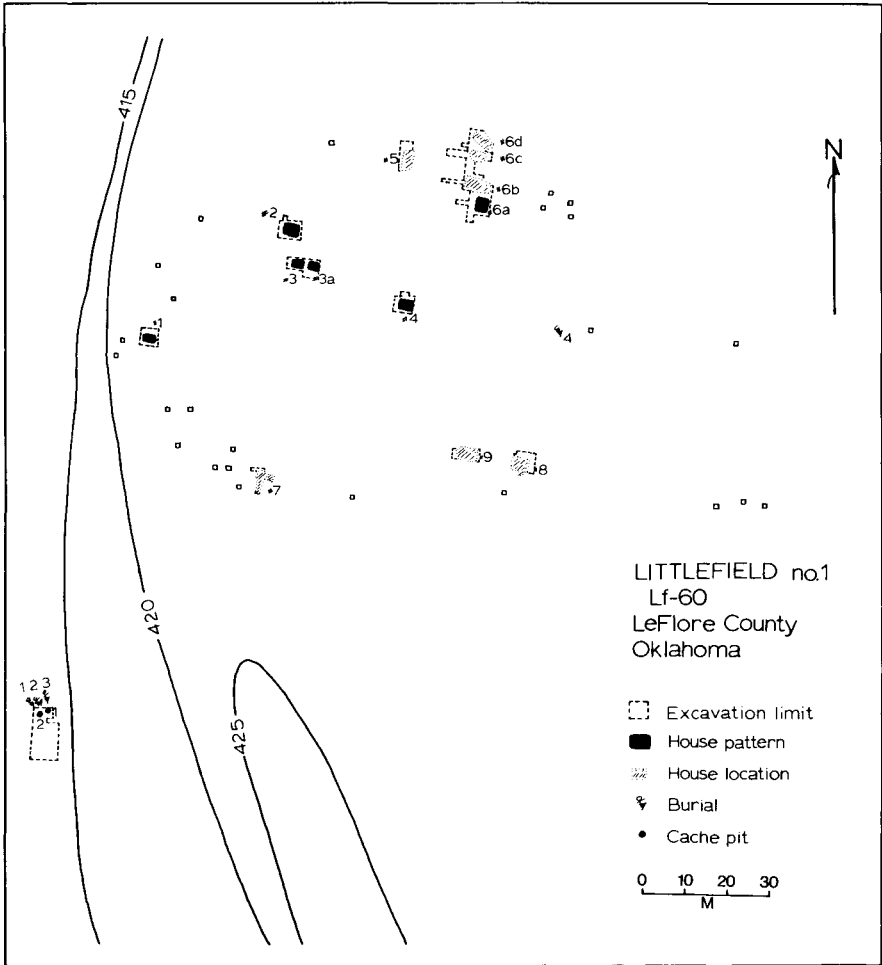 415
N
*6d
*5
*6c
*6b
*2
6a
*3
*3a
*1
*4
4
9
8
*7
LITTLEFIELD no.1
Lf-60
LeFlore County
Oklahoma
420
1 2 3
2
425
Excavation limit
House pattern
House location
Burial
Cache pit
0 10 20 30
M